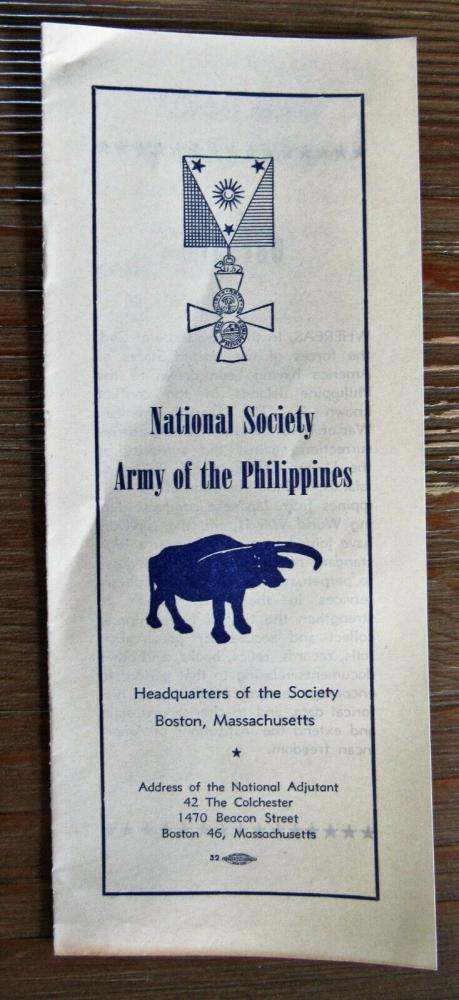 National Society
Army of the Philippines
Headquarters of the Society
Boston, Massachusetts
Address of the National Adjutant
42 The Colchester
1470 Beacon Street
Boston 46, Massachusetts
32